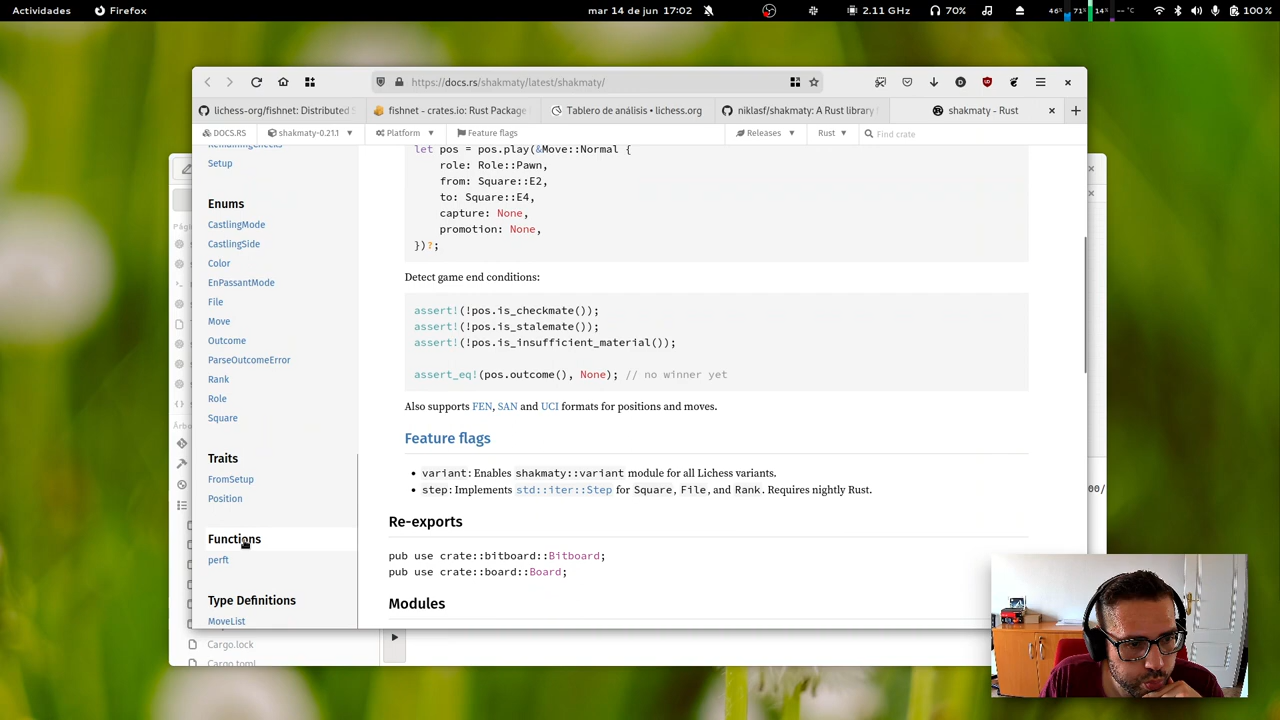 Actividades
Firefox
mar 14 de jun 17:02
2.11 GHz
70%
46%
71%
14%
-- °C
100 %
https://docs.rs/shakmaty/latest/shakmaty/
lichess-org/fishnet: Distributed S
fishnet - crates.io: Rust Package
Tablero de análisis • lichess.org
niklasf/shakmaty: A Rust library
shakmaty - Rust
DOCS.RS
shakmaty-0.21.1
Platform
Feature flags
Releases
Rust
Find crate
RemainingChecks
Setup
Enums
CastlingMode
CastlingSide
Color
EnPassantMode
File
Move
Outcome
ParseOutcomeError
Rank
Role
Square
Traits
FromSetup
Position
Functions
perft
Type Definitions
MoveList
let pos = pos.play(&Move::Normal {
role: Role::Pawn,
from: Square::E2,
to: Square::E4,
capture: None,
promotion: None,
})?;
Detect game end conditions:
assert!(!pos.is_checkmate());
assert!(!pos.is_stalemate());
assert!(!pos.is_insufficient_material());
assert_eq!(pos.outcome(), None); // no winner yet
Also supports FEN, SAN and UCI formats for positions and moves.
Feature flags
• variant: Enables shakmaty::variant module for all Lichess variants.
• step: Implements std::iter::Step for Square, File, and Rank. Requires nightly Rust.
Re-exports
pub use crate::bitboard::Bitboard;
pub use crate::board::Board;
Modules
00/
Cargo.lock
Cargo.toml